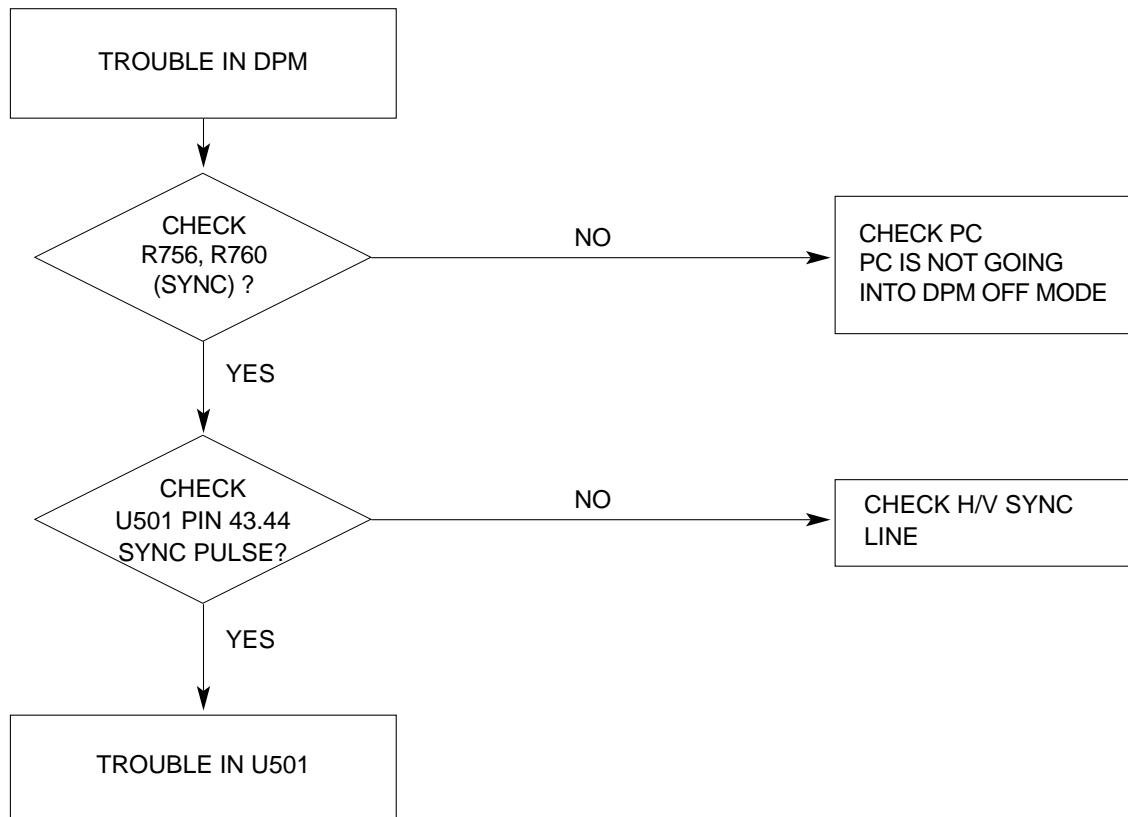 TROUBLE IN DPM
CHECK
R756, R760
(SYNC) ?
NO
CHECK PC
PC IS NOT GOING
INTO DPM OFF MODE
YES
CHECK
U501 PIN 43.44
SYNC PULSE?
NO
CHECK H/V SYNC
LINE
YES
TROUBLE IN U501